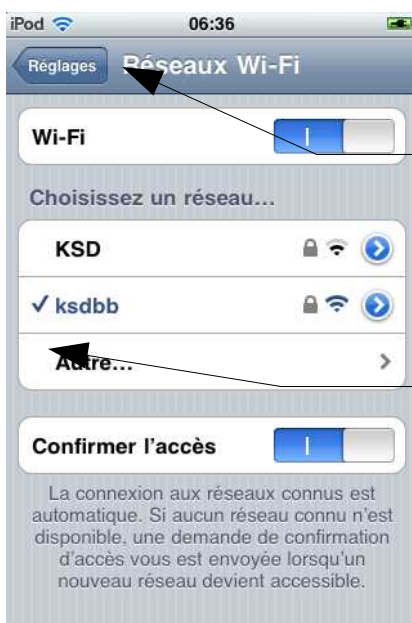 iPod 06:36
Réglages Réseaux Wi-Fi
Wi-Fi
Choisissez un réseau...
KSD
ksdbb
Autre...
Confirmer l'accès
La connexion aux réseaux connus est
automatique. Si aucun réseau connu n'est
disponible, une demande de confirmation
d'accès vous est envoyée lorsqu'un
nouveau réseau devient accessible.